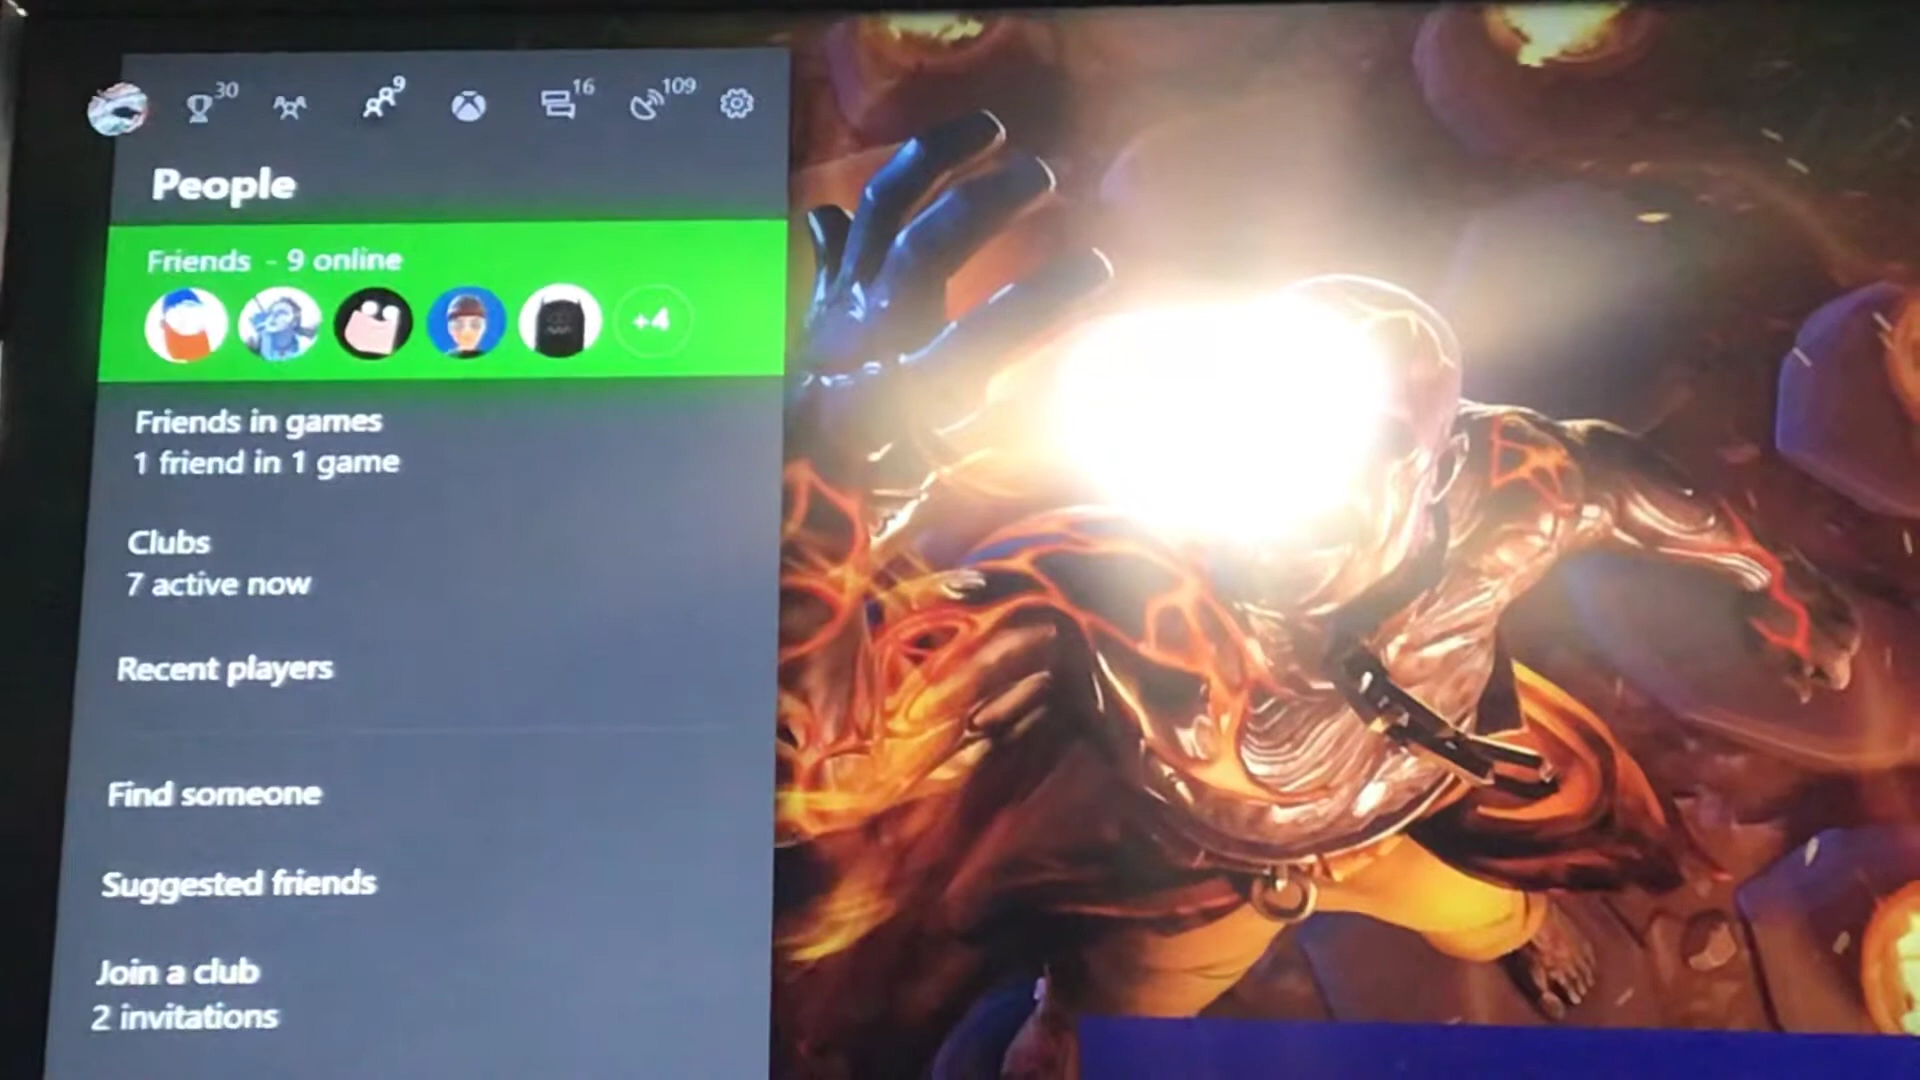 30
9
16
109
People
Friends - 9 online
+4
Friends in games
1 friend in 1 game
Clubs
7 active now
Recent players
Find someone
Suggested friends
Join a club
2 invitations